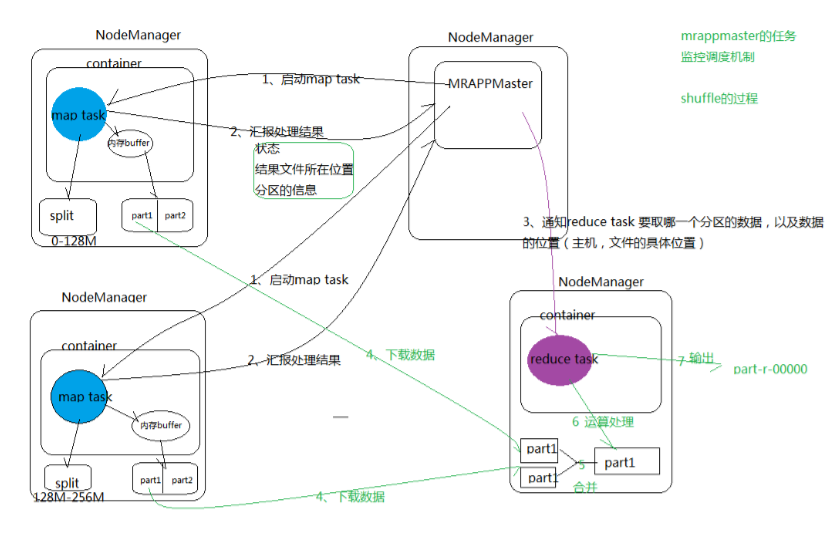 NodeManager
container
map task
内存buffer
split
part1
part2
0-128M
1、启动map task
2、汇报处理结果
状态
结果文件所在位置
分区的信息
NodeManager
MRAPPMaster
mrappmaster的任务
监控调度机制
shuffle的过程
3、通知reduce task 要取哪一个分区的数据，以及数据
的位置（主机，文件的具体位置）
1、启动map task
2、汇报处理结果
4、下载数据
NodeManager
container
map task
内存buffer
split
part1
part2
128M-256M
4、下载数据
NodeManager
container
reduce task
7 输出
part-r-00000
6 运算处理
part1
part1
5
合并
part1